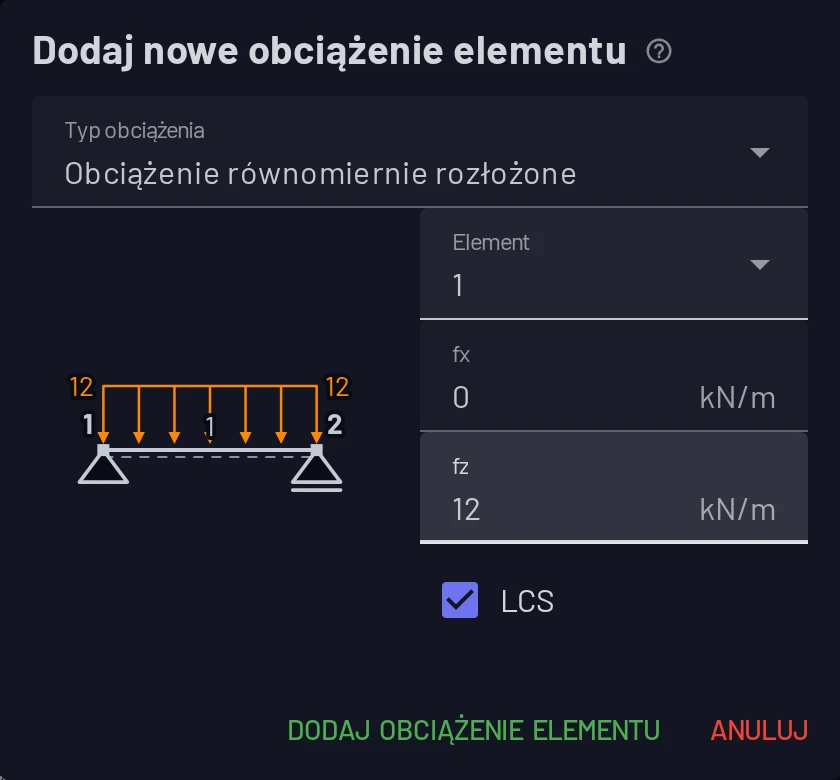 Dodaj nowe obciążenie elementu ?
Typ obciążenia
Obciążenie równomiernie rozłożone
Element
1
fx
0 kN/m
fz
12 kN/m
LCS
12 12
1 1 2
DODAJ OBCIĄŻENIE ELEMENTU ANULUJ